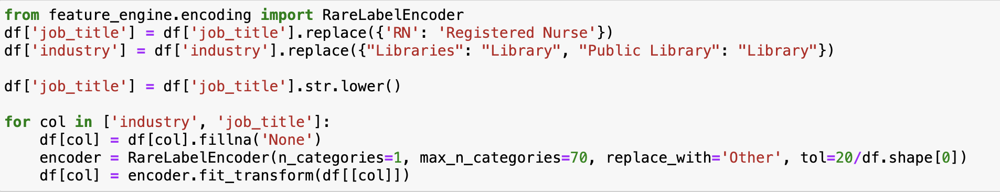 from feature_engine.encoding import RareLabelEncoder
df['job_title'] = df['job_title'].replace({'RN': 'Registered Nurse'})
df['industry'] = df['industry'].replace({"Libraries": "Library", "Public Library": "Library"})

df['job_title'] = df['job_title'].str.lower()

for col in ['industry', 'job_title']:
    df[col] = df[col].fillna('None')
    encoder = RareLabelEncoder(n_categories=1, max_n_categories=70, replace_with='Other', tol=20/df.shape[0])
    df[col] = encoder.fit_transform(df[[col]])